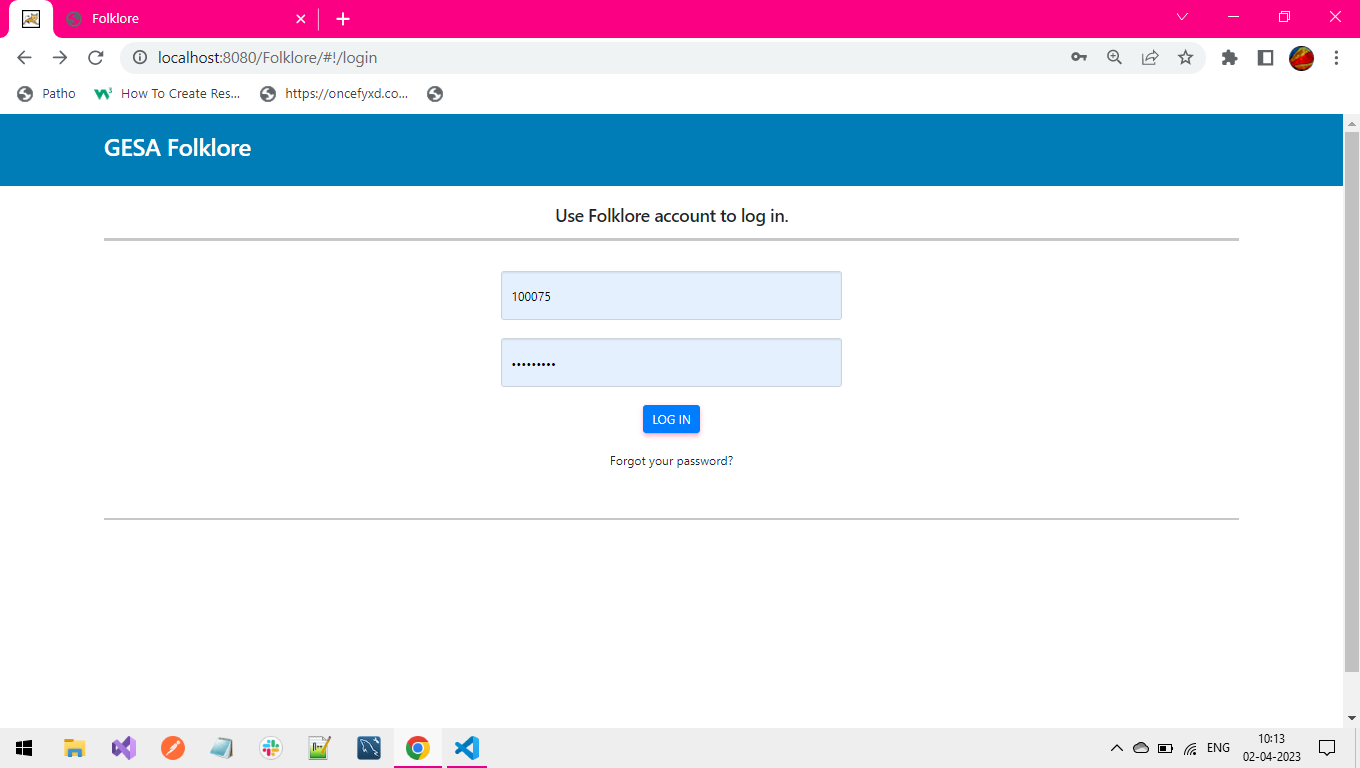 Folklore
localhost:8080/Folklore/#!/login
Patho
How To Create Res...
https://oncefyxd.co...
GESA Folklore
Use Folklore account to log in.
100075
•••••••••
LOG IN
Forgot your password?
ENG
10:13
02-04-2023